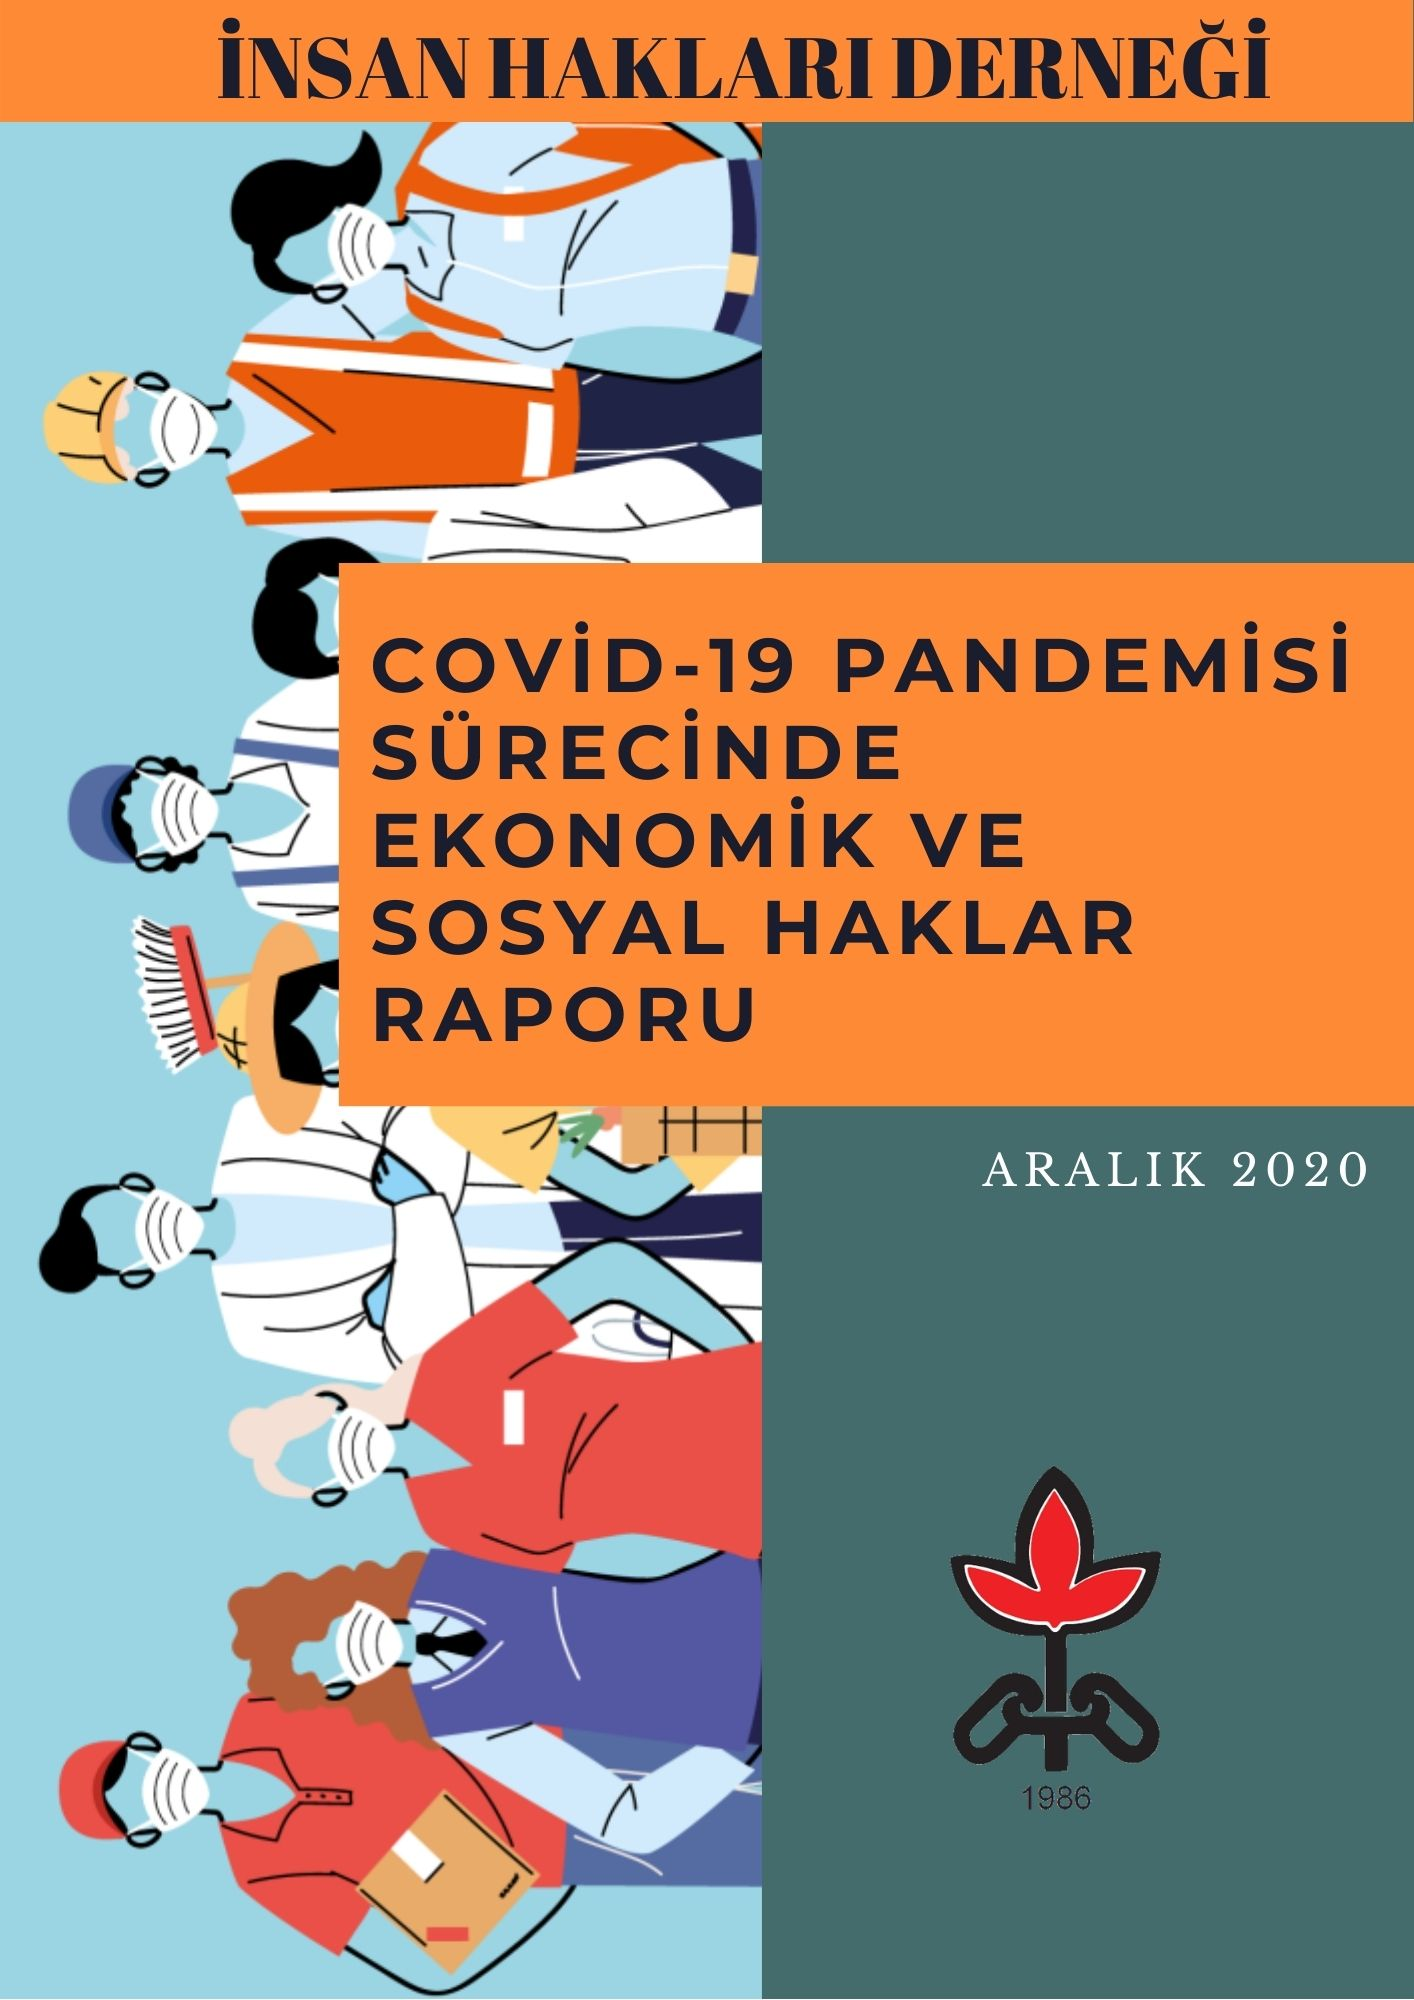 İNSAN HAKLARI DERNEĞİ
COVİD-19 PANDEMİSİ
SÜRECİNDE
EKONOMİK VE
SOSYAL HAKLAR
RAPORU
ARALIK 2020
1986